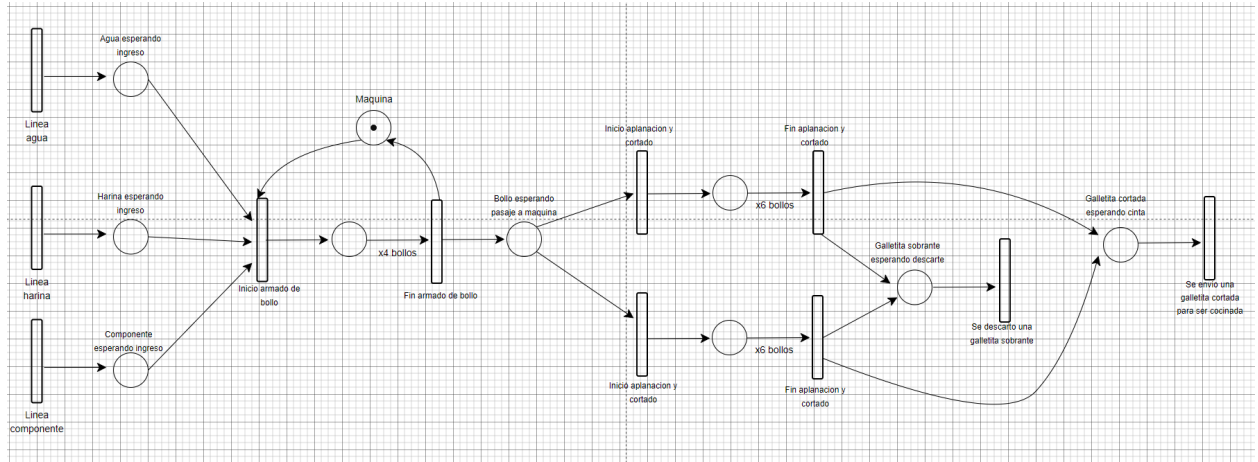 Agua esperando
ingreso
Linea
agua
Harina esperando
ingreso
Linea
harina
Componente
esperando ingreso
Linea
componente
Maquina
Inicio armado de
bollo
x4 bollos
Fin armado de bollo
Bollo esperando
pasaje a maquina
Inicio aplanacion y
cortado
x6 bollos
Fin aplanacion y
cortado
Inicio aplanacion y
cortado
x6 bollos
Fin aplanacion y
cortado
Galletita sobrante
esperando descarte
Se descarto una
galletita sobrante
Galletita cortada
esperando cinta
Se envio una
galletita cortada
para ser cocinada